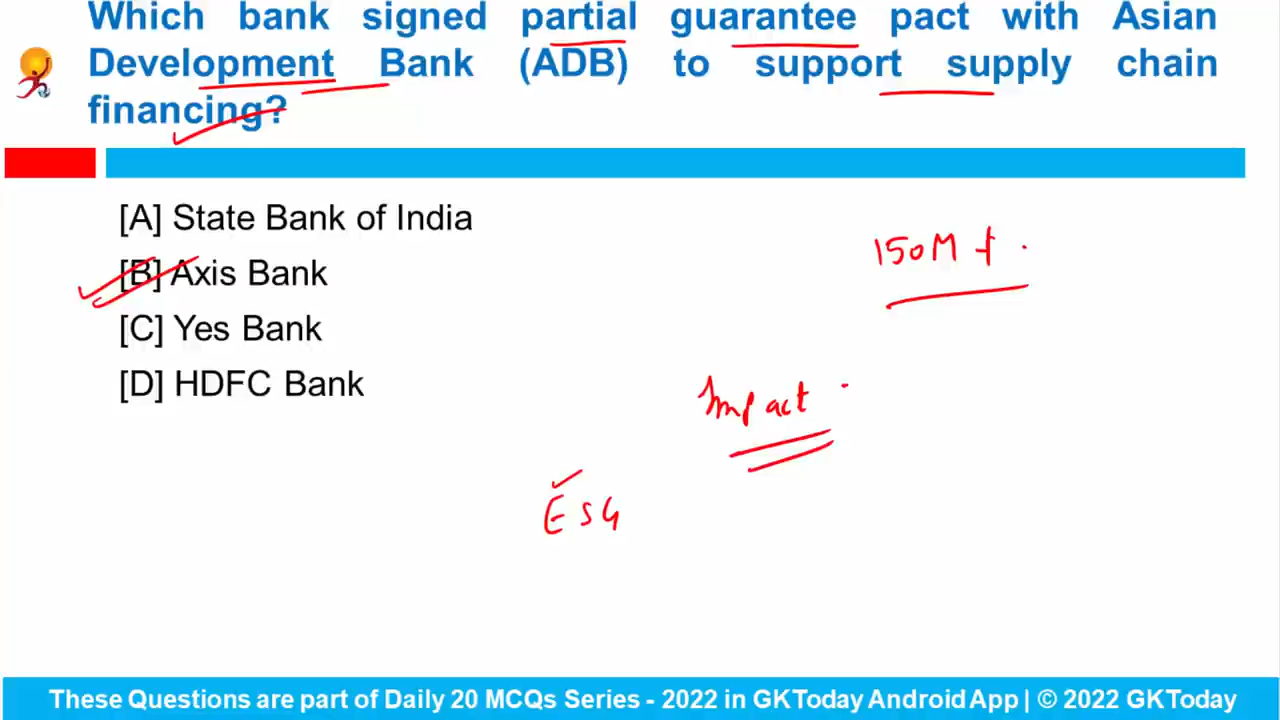 Which bank signed partial guarantee pact with Asian
Development Bank (ADB) to support supply chain
financing?
[A] State Bank of India
150M
[B] Axis Bank
[C] Yes Bank
[D] HDFC Bank
Impact
ESG
These Questions are part of Daily 20 MCQs Series - 2022 in GKToday Android App | © 2022 GKToday